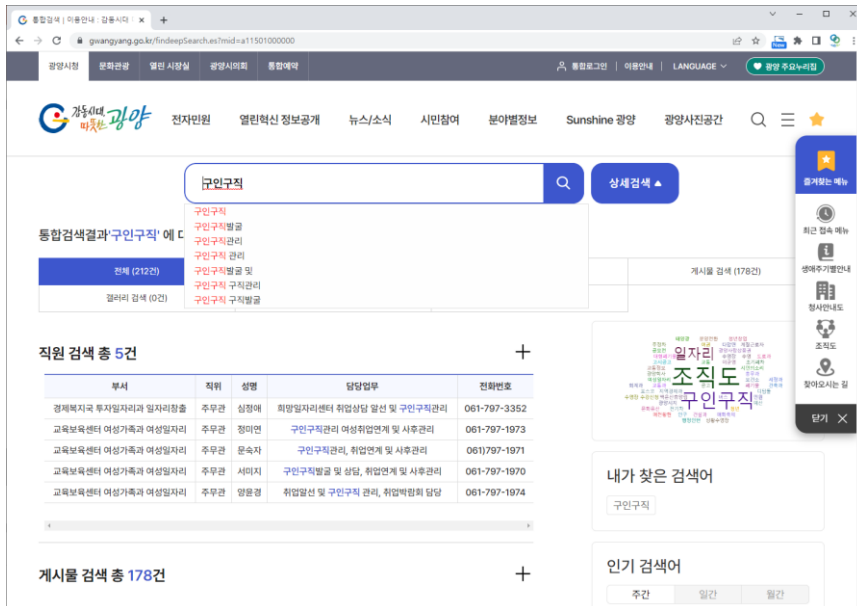 통합검색 | 이용안내 : 감동시대
gwangyang.go.kr/findeepSearch.es?mid=a11501000000
New
광양시청 문화관광 열린 시장실 광양시의회 통합예약 통합로그인 이용안내 LANGUAGE 광양 주요누리집
감동시대 따뜻한 광양 전자민원 열린혁신 정보공개 뉴스/소식 시민참여 분야별정보 Sunshine 광양 광양사진공간
구인구직 상세검색 ▲
구인구직
구인구직발굴
구인구직관리
구인구직 관리
구인구직발굴 및
구인구직 구직관리
구인구직 구직발굴
통합검색결과'구인구직' 에 대
전체 (212건) 게시물 검색 (178건)
갤러리 검색 (0건)
즐겨찾는 메뉴
최근 접속 메뉴
생애주기별안내
청사안내도
조직도
찾아오시는 길
닫기 ×
직원 검색 총 5건
부서 직위 성명 담당업무 전화번호
경제복지국 투자일자리과 일자리창출 주무관 심정애 희망일자리센터 취업상담 알선 및 구인구직관리 061-797-3352
교육보육센터 여성가족과 여성일자리 주무관 정미연 구인구직관리 여성취업연계 및 사후관리 061-797-1973
교육보육센터 여성가족과 여성일자리 주무관 문숙자 구인구직관리, 취업연계 및 사후관리 061)797-1971
교육보육센터 여성가족과 여성일자리 주무관 서미지 구인구직발굴 및 상담, 취업연계 및 사후관리 061-797-1970
교육보육센터 여성가족과 여성일자리 주무관 양윤경 취업알선 및 구인구직 관리, 취업박람회 담당 061-797-1974
일자리
조직도
구인구직
내가 찾은 검색어
구인구직
게시물 검색 총 178건
인기 검색어
주간 일간 월간